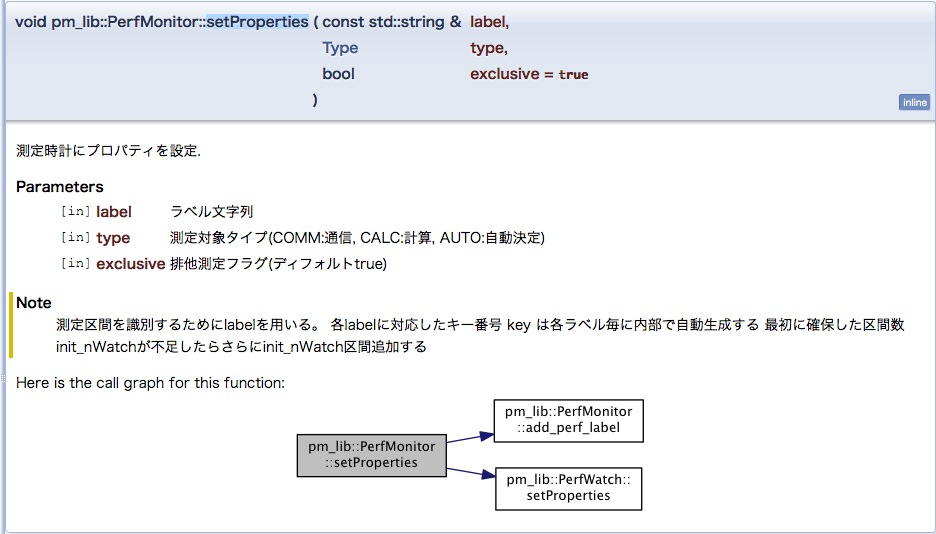 void pm_lib::PerfMonitor::setProperties ( const std::string & label,
Type type,
bool exclusive = true
)
inline
測定時計にプロパティを設定.
Parameters
[in] label ラベル文字列
[in] type 測定対象タイプ(COMM:通信, CALC:計算, AUTO:自動決定)
[in] exclusive 排他測定フラグ(ディフォルトtrue)
Note
測定区間を識別するためにlabelを用いる。 各labelに対応したキー番号 key は各ラベル毎に内部で自動生成する 最初に確保した区間数
init_nWatchが不足したらさらにinit_nWatch区間追加する
Here is the call graph for this function:
pm_lib::PerfMonitor
::setProperties
pm_lib::PerfMonitor
::add_perf_label
pm_lib::PerfWatch::
setProperties